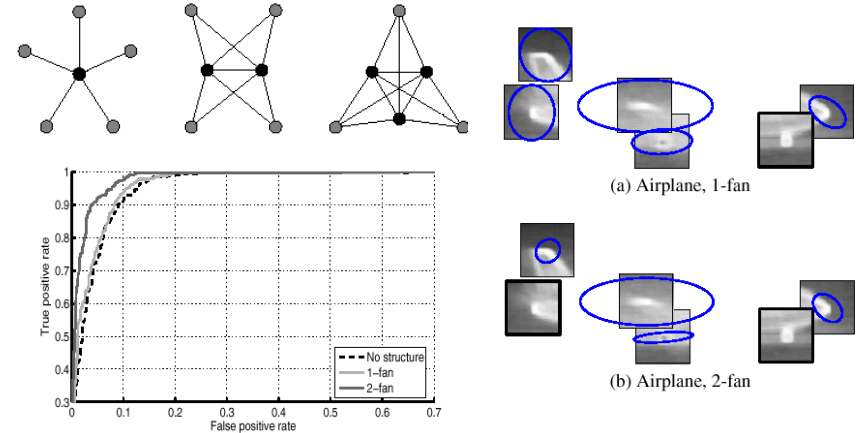 (a) Airplane, 1-fan
(b) Airplane, 2-fan
True positive rate
1
0.9
0.8
0.7
0.6
0.5
0.4
0.3
No structure
1-fan
2-fan
0 0.1 0.2 0.3 0.4 0.5 0.6 0.7
False positive rate